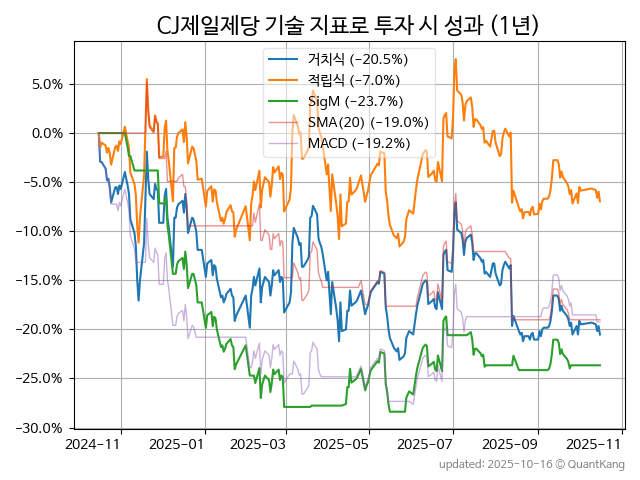 CJ제일제당 기술 지표로 투자 시 성과 (1년)
거치식 (−20.5%)
적립식 (−7.0%)
SigM (−23.7%)
SMA(20) (−19.0%)
MACD (−19.2%)
5.0%
0.0%
−5.0%
−10.0%
−15.0%
−20.0%
−25.0%
−30.0%
2024-11 2025-01 2025-03 2025-05 2025-07 2025-09 2025-11
updated: 2025-10-16 © QuantKang